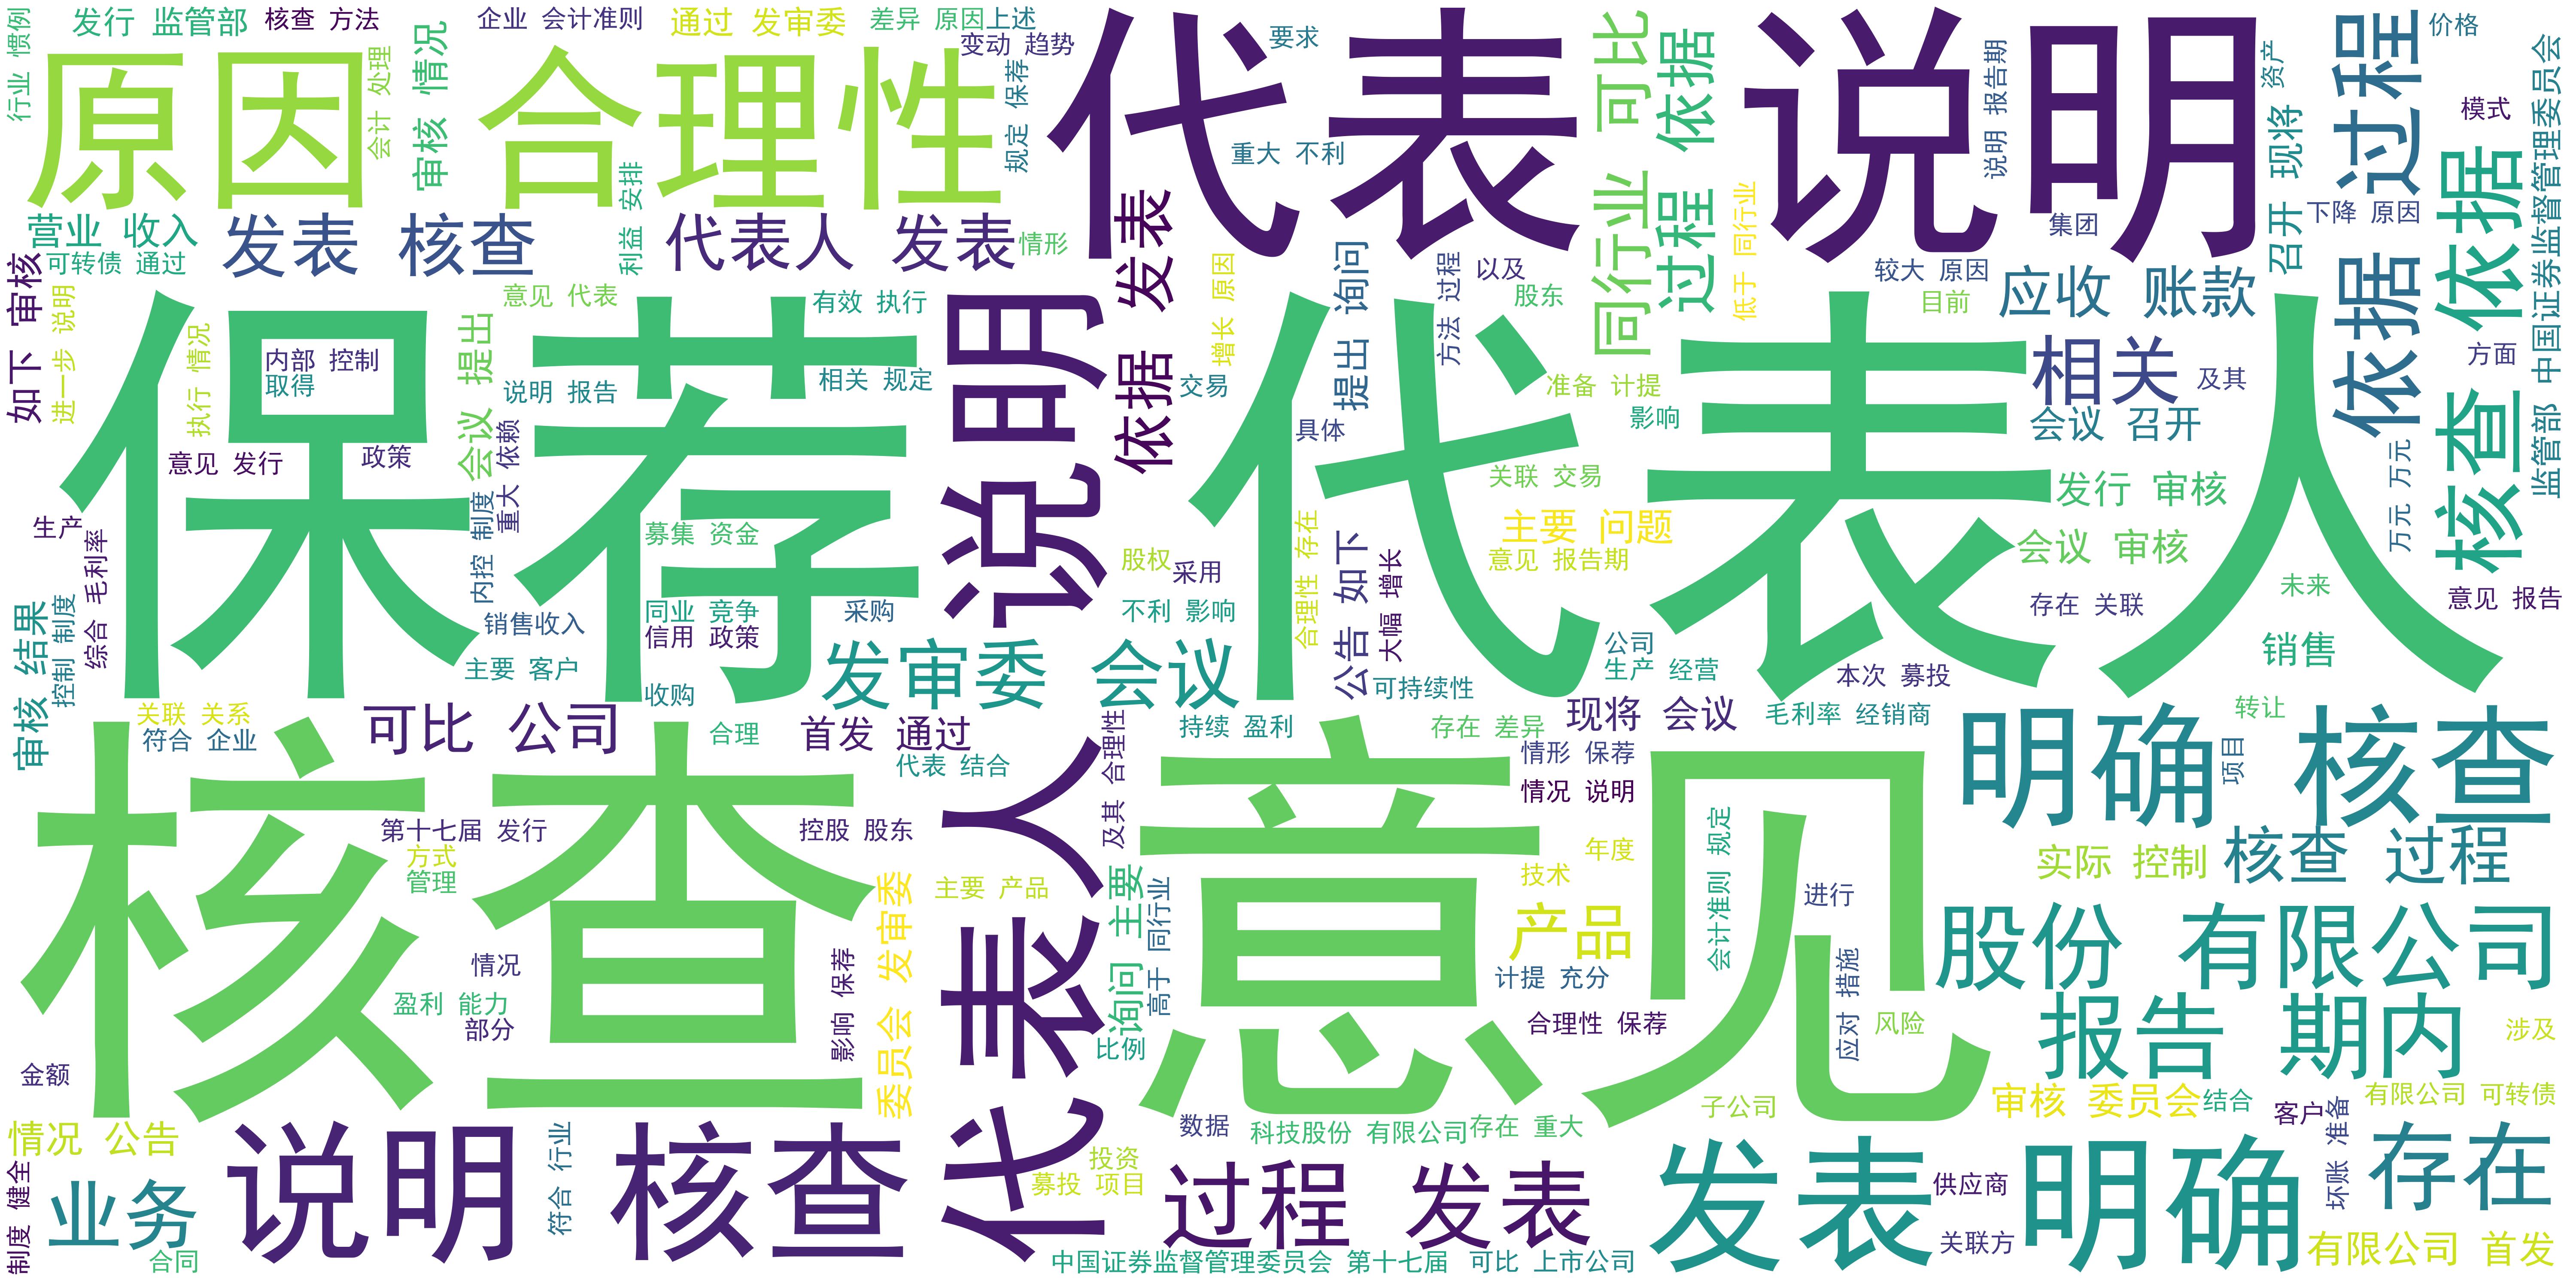 行业 惯例
发行 监管部
核查 方法
企业 会计准则
通过 发审委
差异 原因
上述
变动 趋势
要求
价格
原因
合理性
代表 说明
会计 处理
审核 情况
规定 保荐
重大 不利
同行业 可比
过程 依据
说明 报告期
资产
依据 过程
模式
中国证券监督管理委员会
监管部
召开 现将
营业 收入
发表 核查
利益 安排
代表人 发表
情形
依据 发表
低于 同行业
集团
下降 原因
核查 依据
可转债 通过
如下 审核
进一步 说明
意见 代表
有效 执行
增长 原因
提出 询问
方法 过程
以及
股东
较大 原因
目前
应收 账款
保荐 代表人
执行 情况
内部 控制
取得
会议 提出
说明 报告
相关 规定
代表人 说明
交易
准备 计提
影响
相关
及其
方面
会议 召开
具体
意见 发行
政策
重大 依赖
内控 制度
关联 交易
发行 审核
万元 万元
生产
综合 毛利率
募集 资金
主要 问题
会议 审核
意见 报告期
合理性 存在
股权
采用
大幅 增长
公告 如下
未来
意见 报告
审核 结果
控制 制度
同业 竞争
采购
不利 影响
存在 关联
销售收入
信用 政策
公司
生产 经营
销售
主要 客户
发审委 会议
收购
可持续性
本次 募投
关联 关系
符合 企业
可比 公司
合理
首发 通过
及其 合理性
持续 盈利
存在 差异
现将 会议
毛利率 经销商
转让
明确 核查
代表 结合
情形 保荐
情况 说明
项目
核查 意见
第十七届 发行
控股 股东
会计准则 规定
方式
管理
委员会 发审委
主要 产品
询问 主要
高于 同行业
年度
技术
进行
实际 控制
核查 过程
产品
情况
影响 保荐
计提 充分
应对 措施
股份 有限公司
盈利 能力
部分
比例
合理性 保荐
风险
报告 期内
涉及
金额
子公司
审核 委员会
结合
客户
有限公司 可转债
情况 公告
说明 核查
符合 行业
数据
科技股份 有限公司
存在 重大
坏账 准备
存在
制度 健全
业务
合同
投资
募投 项目
过程 发表
发表 明确
供应商
关联方
中国证券监督管理委员会 第十七届
可比 上市公司
有限公司 首发